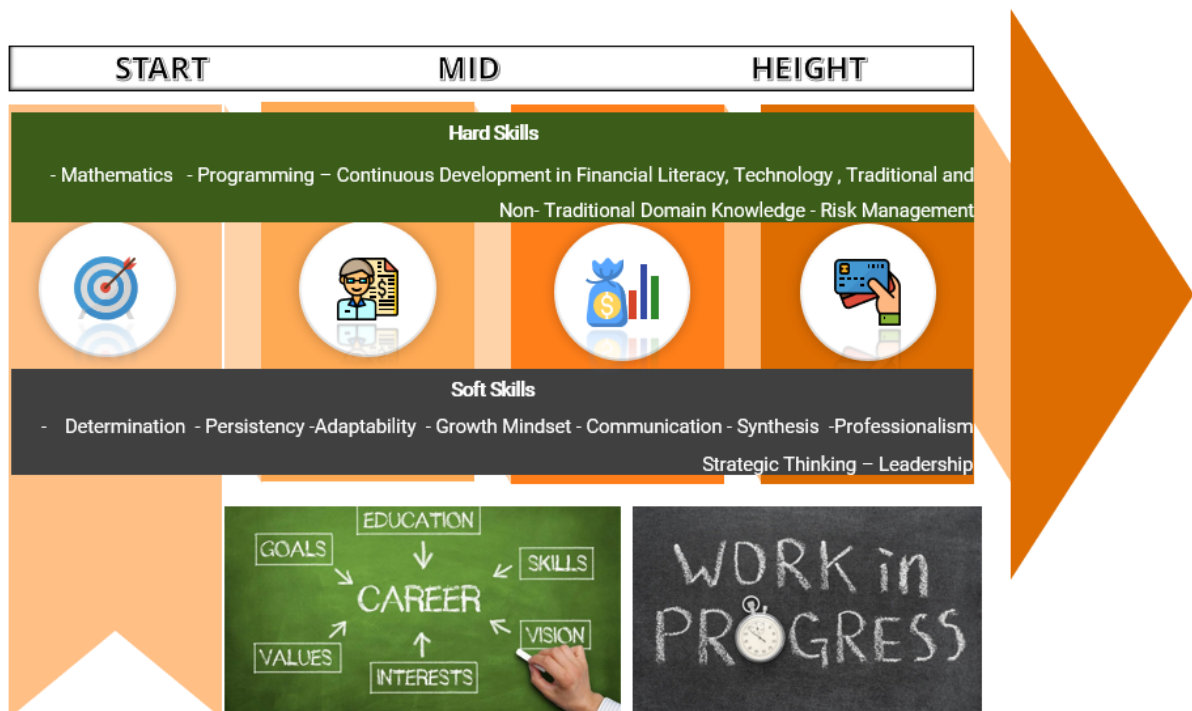 START MID HEIGHT
Hard Skills
- Mathematics - Programming – Continuous Development in Financial Literacy, Technology , Traditional and
Non- Traditional Domain Knowledge - Risk Management
$
$
Soft Skills
- Determination - Persistency -Adaptability - Growth Mindset - Communication - Synthesis -Professionalism
Strategic Thinking – Leadership
EDUCATION
GOALS
SKILLS
CAREER
VALUES
VISION
INTERESTS
WORK in
PROGRESS